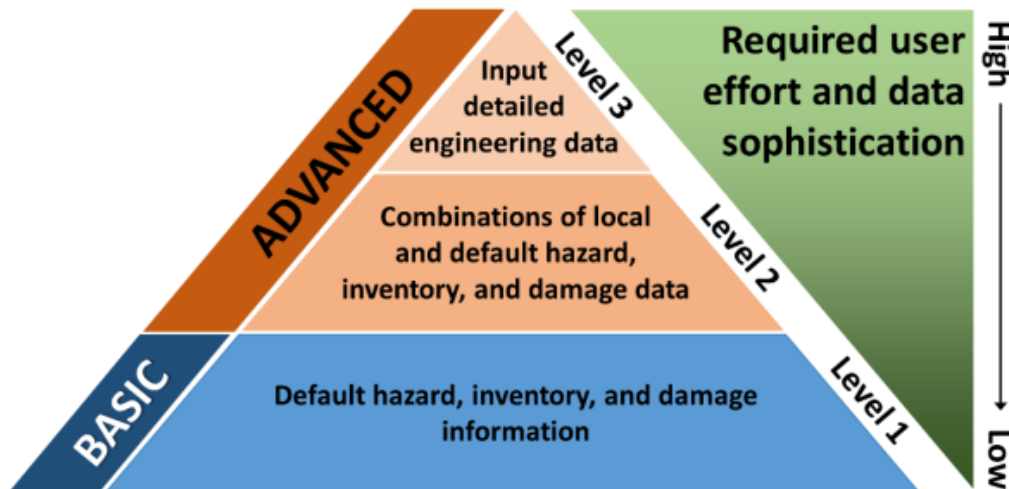 ADVANCED
BASIC
Input
detailed
engineering data
Combinations of local
and default hazard,
inventory, and damage data
Default hazard, inventory, and damage
information
Level 3
Level 2
Level 1
Required user
effort and data
sophistication
High
Low